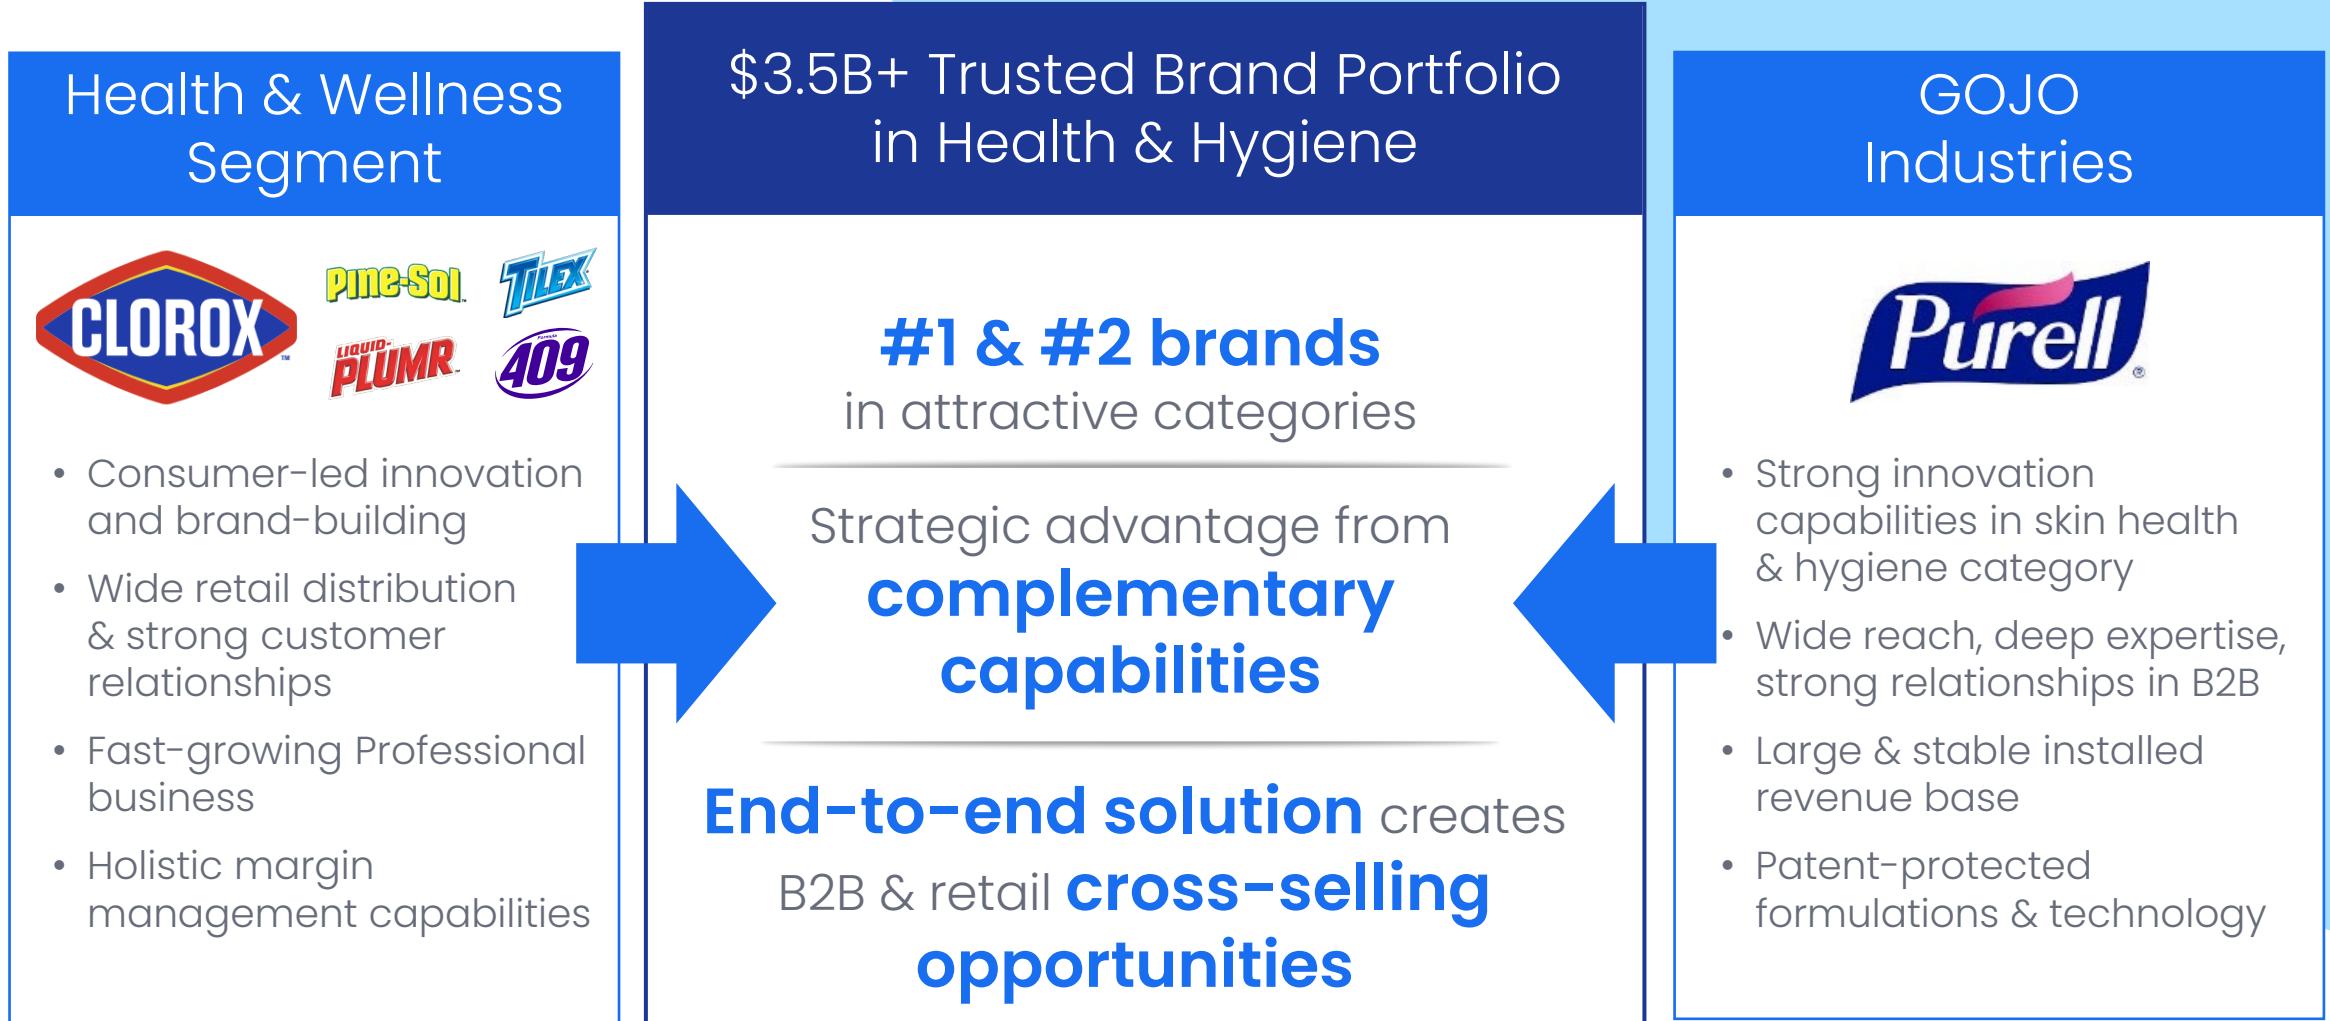 Health & Wellness
Segment
CLOROX™
Pine-Sol™
TILEX
LIQUID-
PLUMR™
Formula
409
• Consumer-led innovation
and brand-building
• Wide retail distribution
& strong customer
relationships
• Fast-growing Professional
business
• Holistic margin
management capabilities
$3.5B+ Trusted Brand Portfolio
in Health & Hygiene
#1 & #2 brands
in attractive categories
Strategic advantage from
complementary
capabilities
End-to-end solution creates
B2B & retail cross-selling
opportunities
GOJO
Industries
Purell®
• Strong innovation
capabilities in skin health
& hygiene category
• Wide reach, deep expertise,
strong relationships in B2B
• Large & stable installed
revenue base
• Patent-protected
formulations & technology